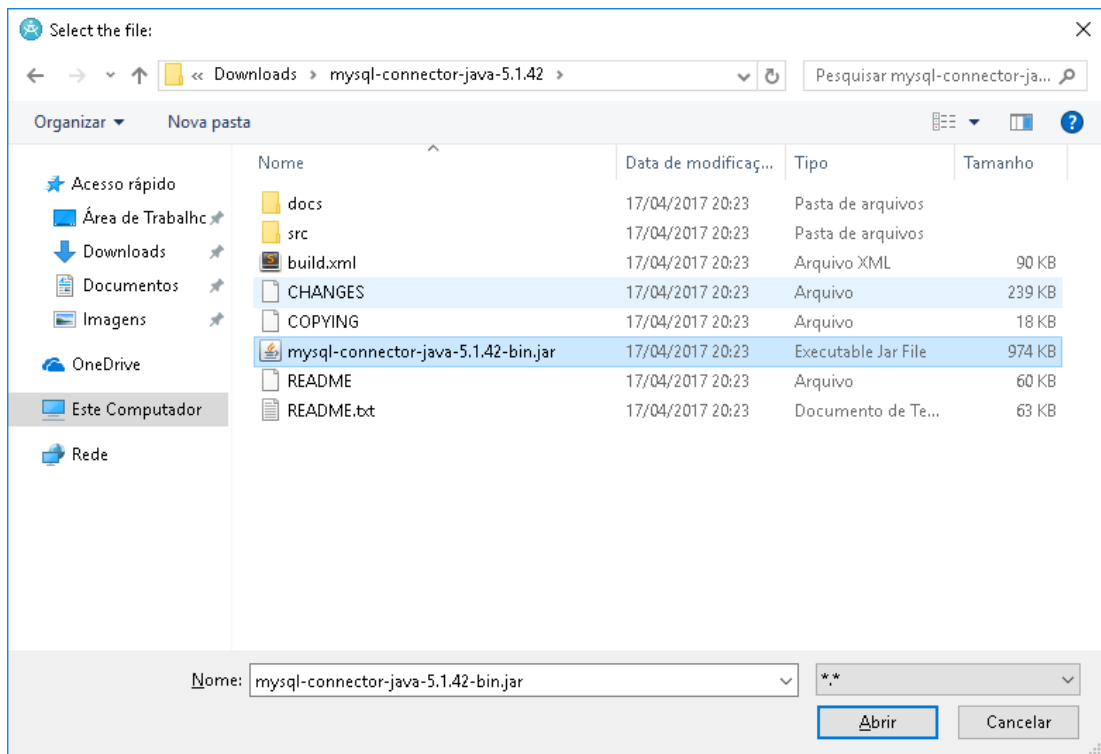 Select the file:
« Downloads › mysql-connector-java-5.1.42 ›
Pesquisar mysql-connector-ja...
Organizar Nova pasta
Nome Data de modificaç... Tipo Tamanho
Acesso rápido
Área de Trabalhc
Downloads
Documentos
Imagens
OneDrive
Este Computador
Rede
docs 17/04/2017 20:23 Pasta de arquivos
src 17/04/2017 20:23 Pasta de arquivos
build.xml 17/04/2017 20:23 Arquivo XML 90 KB
CHANGES 17/04/2017 20:23 Arquivo 239 KB
COPYING 17/04/2017 20:23 Arquivo 18 KB
mysql-connector-java-5.1.42-bin.jar 17/04/2017 20:23 Executable Jar File 974 KB
README 17/04/2017 20:23 Arquivo 60 KB
README.txt 17/04/2017 20:23 Documento de Te... 63 KB
Nome: mysql-connector-java-5.1.42-bin.jar *.*
Abrir Cancelar